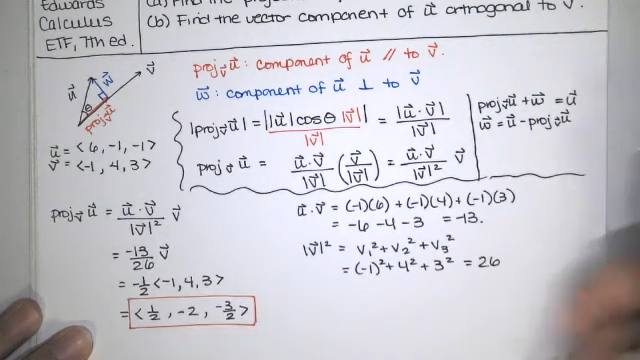 Edwards
Calculus
ETF, 7th ed.
(b) Find the vector component of u⃗ orthogonal to v⃗.
u⃗ w⃗ v⃗ θ proj_v⃗ u⃗
proj_v⃗ u⃗ : component of u⃗ // to v⃗.
w⃗: component of u⃗ ⊥ to v⃗
|proj_v⃗ u⃗| = |u⃗| cos θ |v⃗| / |v⃗| = |u⃗ · v⃗| / |v⃗|
proj_v⃗ u⃗ = u⃗·v⃗ / |v⃗| (v⃗ / |v⃗|) = u⃗·v⃗ / |v⃗|² v⃗
proj_v⃗ u⃗ + w⃗ = u⃗
w⃗ = u⃗ - proj_v⃗ u⃗
u⃗ = <6, -1, -1>
v⃗ = <-1, 4, 3>
proj_v⃗ u⃗ = u⃗·v⃗ / |v⃗|² v⃗
= -13/26 v⃗
= -1/2 <-1, 4, 3>
= <1/2, -2, -3/2>
u⃗·v⃗ = (-1)(6) + (-1)(4) + (-1)(3)
= -6 -4 -3 = -13.
|v⃗|² = v₁² + v₂² + v₃²
= (-1)² + 4² + 3² = 26